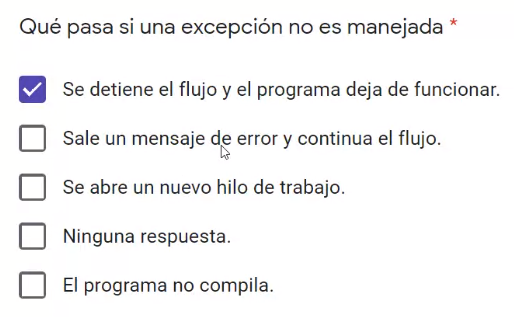 Qué pasa si una excepción no es manejada *
Se detiene el flujo y el programa deja de funcionar.
Sale un mensaje de error y continua el flujo.
Se abre un nuevo hilo de trabajo.
Ninguna respuesta.
El programa no compila.